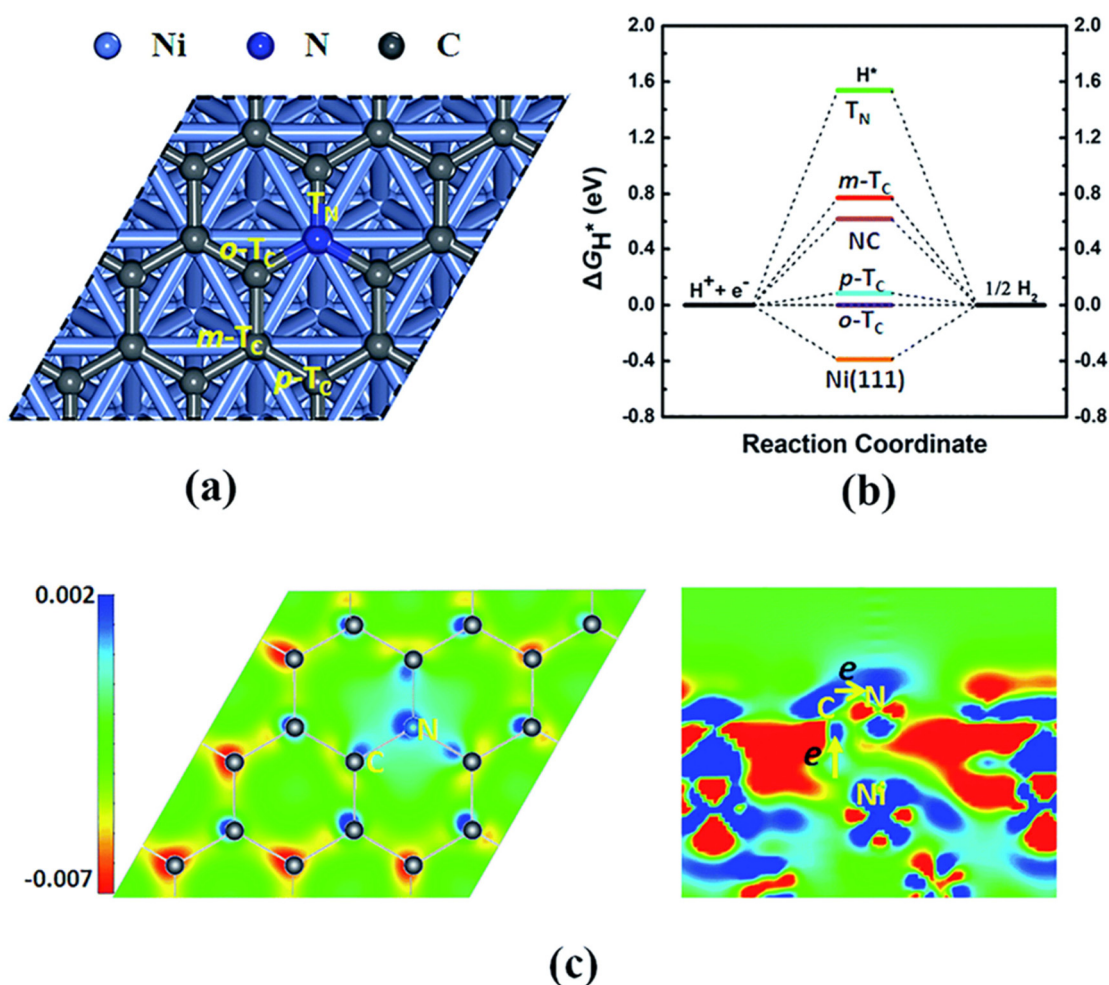 Ni N C
T_N
o-T_C
m-T_C
p-T_C
(a)
2.0 2.0
1.6 1.6
1.2 1.2
0.8 0.8
0.4 0.4
0.0 0.0
-0.4 -0.4
-0.8 -0.8
ΔG_H* (eV)
H*
T_N
m-T_C
NC
p-T_C
H⁺+ e⁻
1/2 H₂
o-T_C
Ni(111)
Reaction Coordinate
(b)
0.002
-0.007
N
C
e
C N
e
Ni
(c)